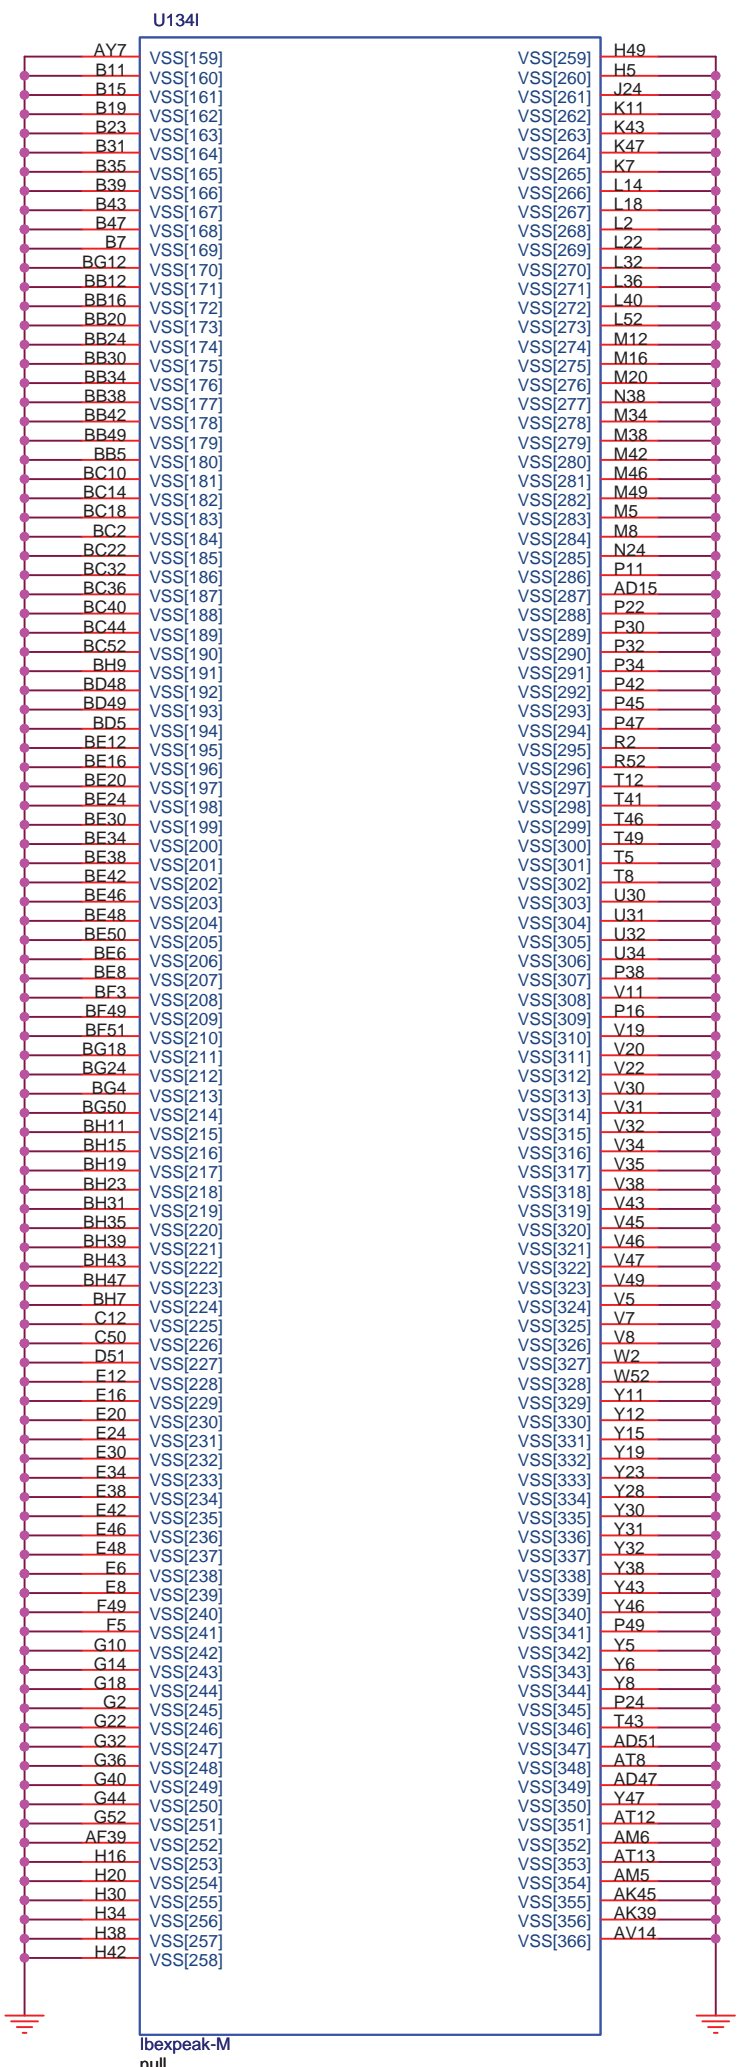 U134I
AY7 VSS[159] VSS[259] H49
B11 VSS[160] VSS[260] H5
B15 VSS[161] VSS[261] J24
B19 VSS[162] VSS[262] K11
B23 VSS[163] VSS[263] K43
B31 VSS[164] VSS[264] K47
B35 VSS[165] VSS[265] K7
B39 VSS[166] VSS[266] L14
B43 VSS[167] VSS[267] L18
B47 VSS[168] VSS[268] L2
B7 VSS[169] VSS[269] L22
BG12 VSS[170] VSS[270] L32
BB12 VSS[171] VSS[271] L36
BB16 VSS[172] VSS[272] L40
BB20 VSS[173] VSS[273] L52
BB24 VSS[174] VSS[274] M12
BB30 VSS[175] VSS[275] M16
BB34 VSS[176] VSS[276] M20
BB38 VSS[177] VSS[277] N38
BB42 VSS[178] VSS[278] M34
BB49 VSS[179] VSS[279] M38
BB5 VSS[180] VSS[280] M42
BC10 VSS[181] VSS[281] M46
BC14 VSS[182] VSS[282] M49
BC18 VSS[183] VSS[283] M5
BC2 VSS[184] VSS[284] M8
BC22 VSS[185] VSS[285] N24
BC32 VSS[186] VSS[286] P11
BC36 VSS[187] VSS[287] AD15
BC40 VSS[188] VSS[288] P22
BC44 VSS[189] VSS[289] P30
BC52 VSS[190] VSS[290] P32
BH9 VSS[191] VSS[291] P34
BD48 VSS[192] VSS[292] P42
BD49 VSS[193] VSS[293] P45
BD5 VSS[194] VSS[294] P47
BE12 VSS[195] VSS[295] R2
BE16 VSS[196] VSS[296] R52
BE20 VSS[197] VSS[297] T12
BE24 VSS[198] VSS[298] T41
BE30 VSS[199] VSS[299] T46
BE34 VSS[200] VSS[300] T49
BE38 VSS[201] VSS[301] T5
BE42 VSS[202] VSS[302] T8
BE46 VSS[203] VSS[303] U30
BE48 VSS[204] VSS[304] U31
BE50 VSS[205] VSS[305] U32
BE6 VSS[206] VSS[306] U34
BE8 VSS[207] VSS[307] P38
BF3 VSS[208] VSS[308] V11
BF49 VSS[209] VSS[309] P16
BF51 VSS[210] VSS[310] V19
BG18 VSS[211] VSS[311] V20
BG24 VSS[212] VSS[312] V22
BG4 VSS[213] VSS[313] V30
BG50 VSS[214] VSS[314] V31
BH11 VSS[215] VSS[315] V32
BH15 VSS[216] VSS[316] V34
BH19 VSS[217] VSS[317] V35
BH23 VSS[218] VSS[318] V38
BH31 VSS[219] VSS[319] V43
BH35 VSS[220] VSS[320] V45
BH39 VSS[221] VSS[321] V46
BH43 VSS[222] VSS[322] V47
BH47 VSS[223] VSS[323] V49
BH7 VSS[224] VSS[324] V5
C12 VSS[225] VSS[325] V7
C50 VSS[226] VSS[326] V8
D51 VSS[227] VSS[327] W2
E12 VSS[228] VSS[328] W52
E16 VSS[229] VSS[329] Y11
E20 VSS[230] VSS[330] Y12
E24 VSS[231] VSS[331] Y15
E30 VSS[232] VSS[332] Y19
E34 VSS[233] VSS[333] Y23
E38 VSS[234] VSS[334] Y28
E42 VSS[235] VSS[335] Y30
E46 VSS[236] VSS[336] Y31
E48 VSS[237] VSS[337] Y32
E6 VSS[238] VSS[338] Y38
E8 VSS[239] VSS[339] Y43
F49 VSS[240] VSS[340] Y46
F5 VSS[241] VSS[341] P49
G10 VSS[242] VSS[342] Y5
G14 VSS[243] VSS[343] Y6
G18 VSS[244] VSS[344] Y8
G2 VSS[245] VSS[345] P24
G22 VSS[246] VSS[346] T43
G32 VSS[247] VSS[347] AD51
G36 VSS[248] VSS[348] AT8
G40 VSS[249] VSS[349] AD47
G44 VSS[250] VSS[350] Y47
G52 VSS[251] VSS[351] AT12
AF39 VSS[252] VSS[352] AM6
H16 VSS[253] VSS[353] AT13
H20 VSS[254] VSS[354] AM5
H30 VSS[255] VSS[355] AK45
H34 VSS[256] VSS[356] AK39
H38 VSS[257] VSS[366] AV14
H42 VSS[258]
Ibexpeak-M
null